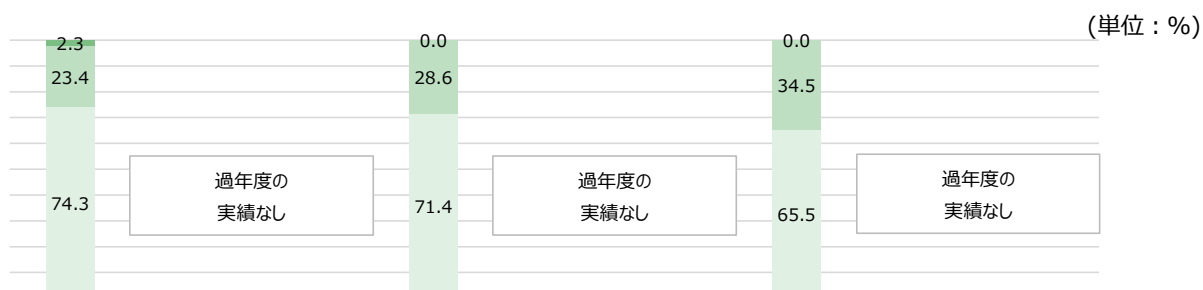 (単位：%)
2.3
0.0
0.0
23.4
28.6
34.5
過年度の
実績なし
過年度の
実績なし
過年度の
実績なし
74.3
71.4
65.5